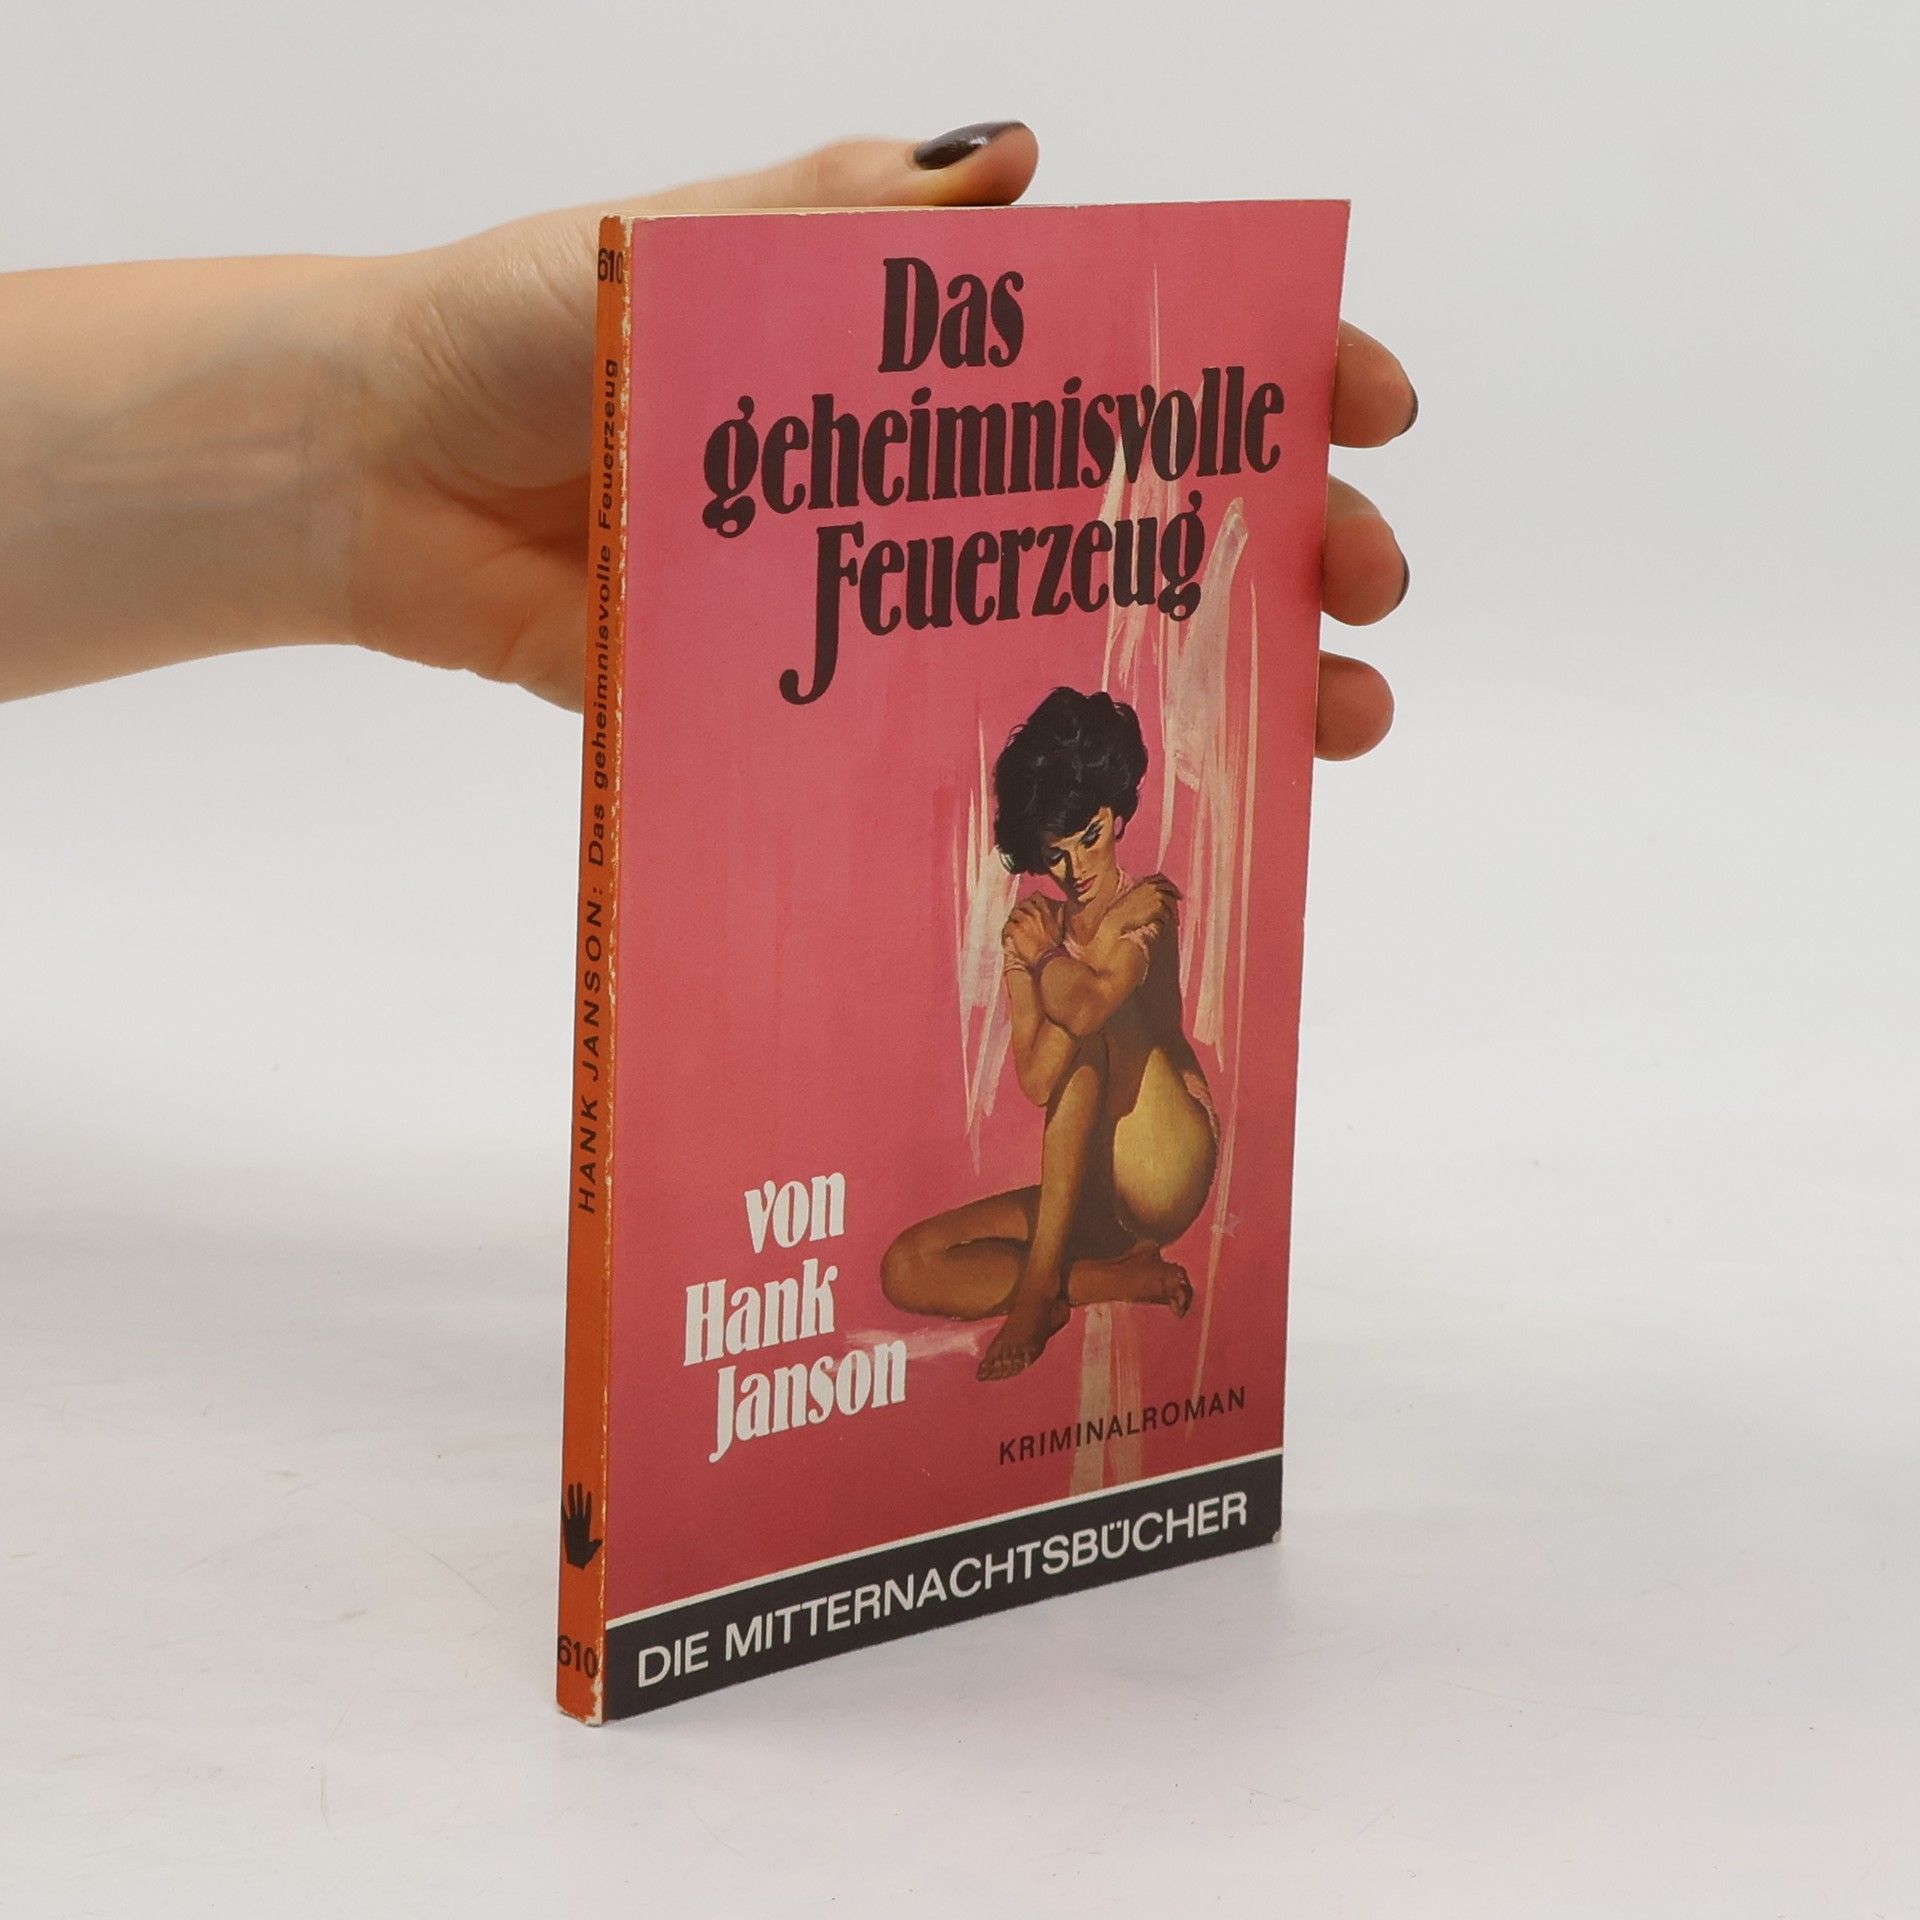 610
HANK JANSON: Das geheimnisvolle Feuerzeug
610
Das
geheimnisvolle
Feuerzeug
von
Hank
Janson
KRIMINALROMAN
DIE MITTERNACHTSBÜCHER